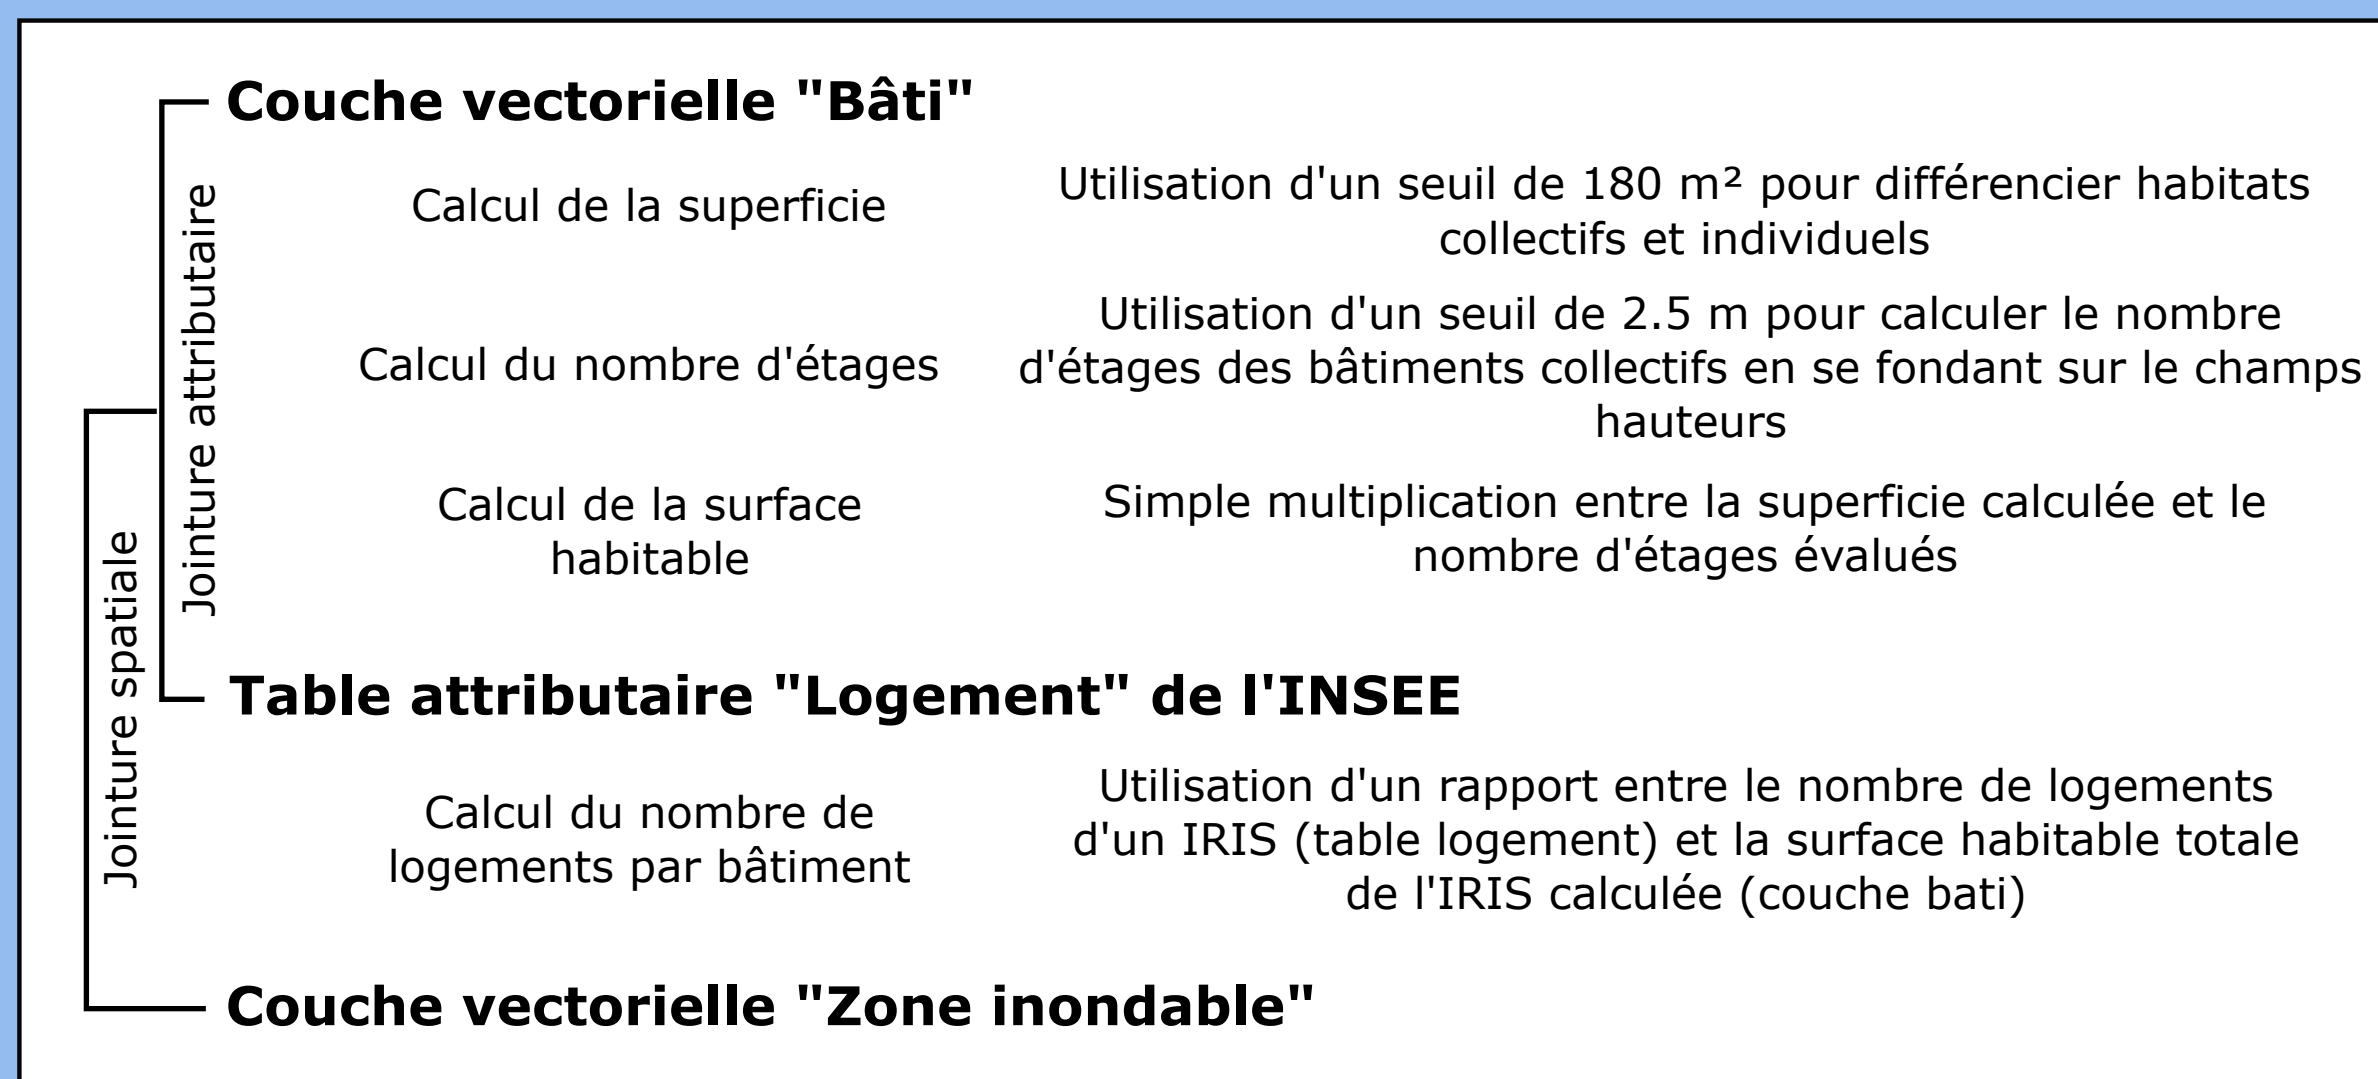 Couche vectorielle "Bâti"
Jointure attributaire
Calcul de la superficie
Utilisation d'un seuil de 180 m² pour différencier habitats
collectifs et individuels
Calcul du nombre d'étages
Utilisation d'un seuil de 2.5 m pour calculer le nombre
d'étages des bâtiments collectifs en se fondant sur le champs
hauteurs
Calcul de la surface
habitable
Simple multiplication entre la superficie calculée et le
nombre d'étages évalués
Jointure spatiale
Table attributaire "Logement" de l'INSEE
Calcul du nombre de
logements par bâtiment
Utilisation d'un rapport entre le nombre de logements
d'un IRIS (table logement) et la surface habitable totale
de l'IRIS calculée (couche bati)
Couche vectorielle "Zone inondable"